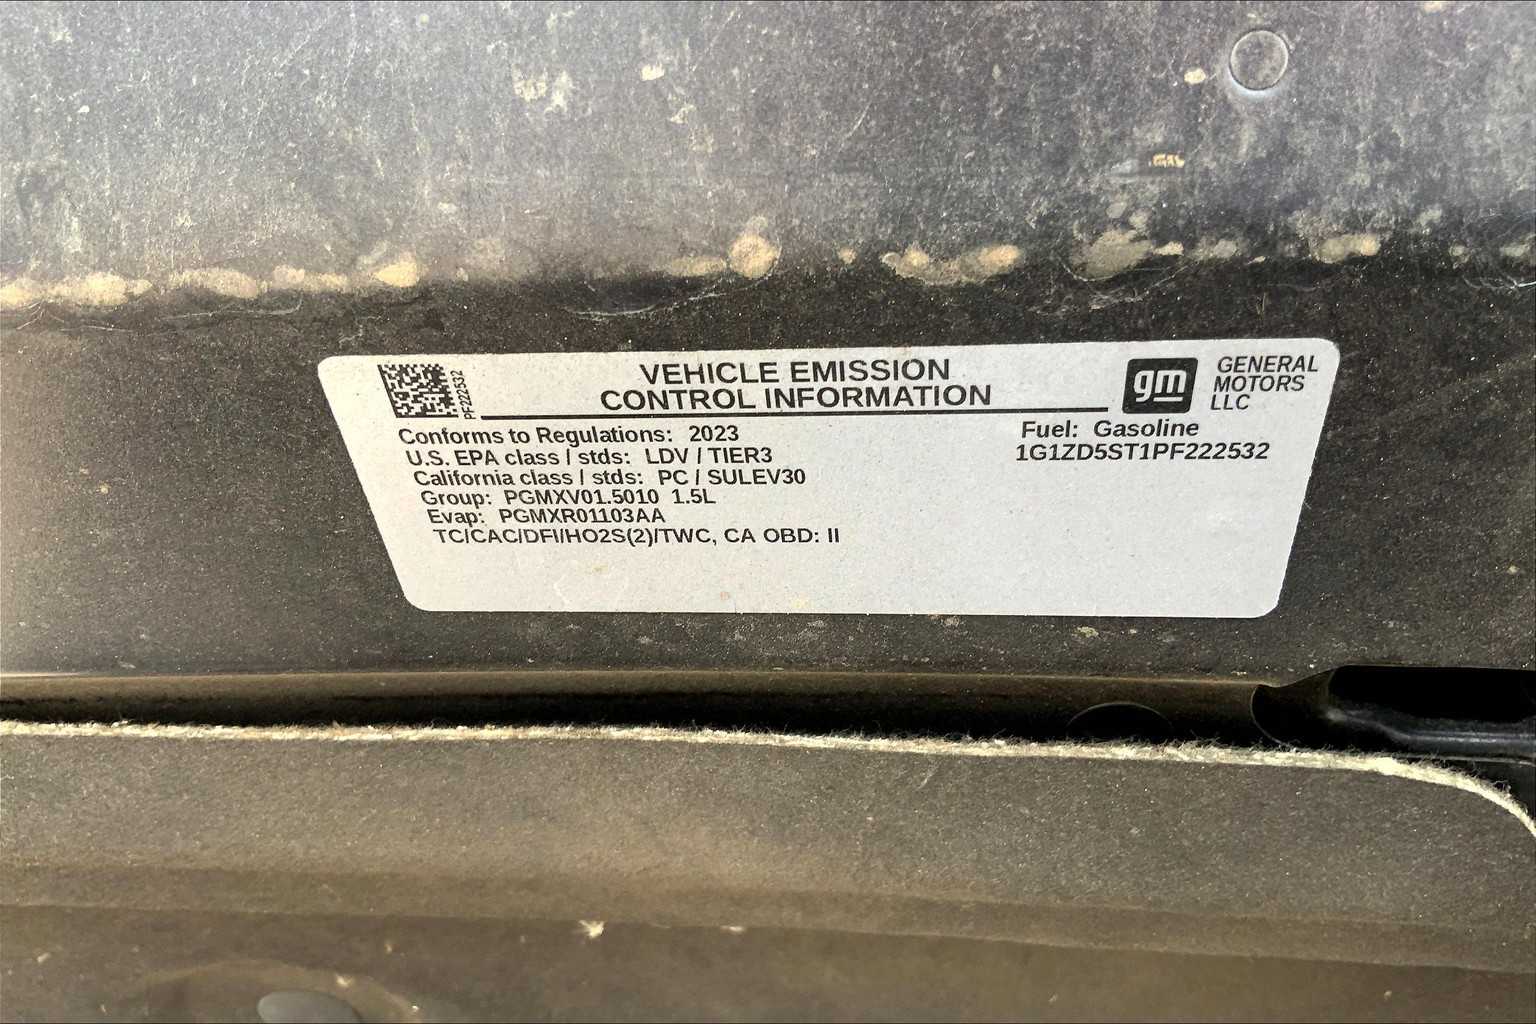 PF222532
VEHICLE EMISSION
CONTROL INFORMATION
gm
GENERAL
MOTORS
LLC
Conforms to Regulations: 2023
U.S. EPA class / stds: LDV / TIER3
California class / stds: PC / SULEV30
Group: PGMXV01.5010 1.5L
Evap: PGMXR01103AA
TC/CAC/DFI/HO2S(2)/TWC, CA OBD: II
Fuel: Gasoline
1G1ZD5ST1PF222532